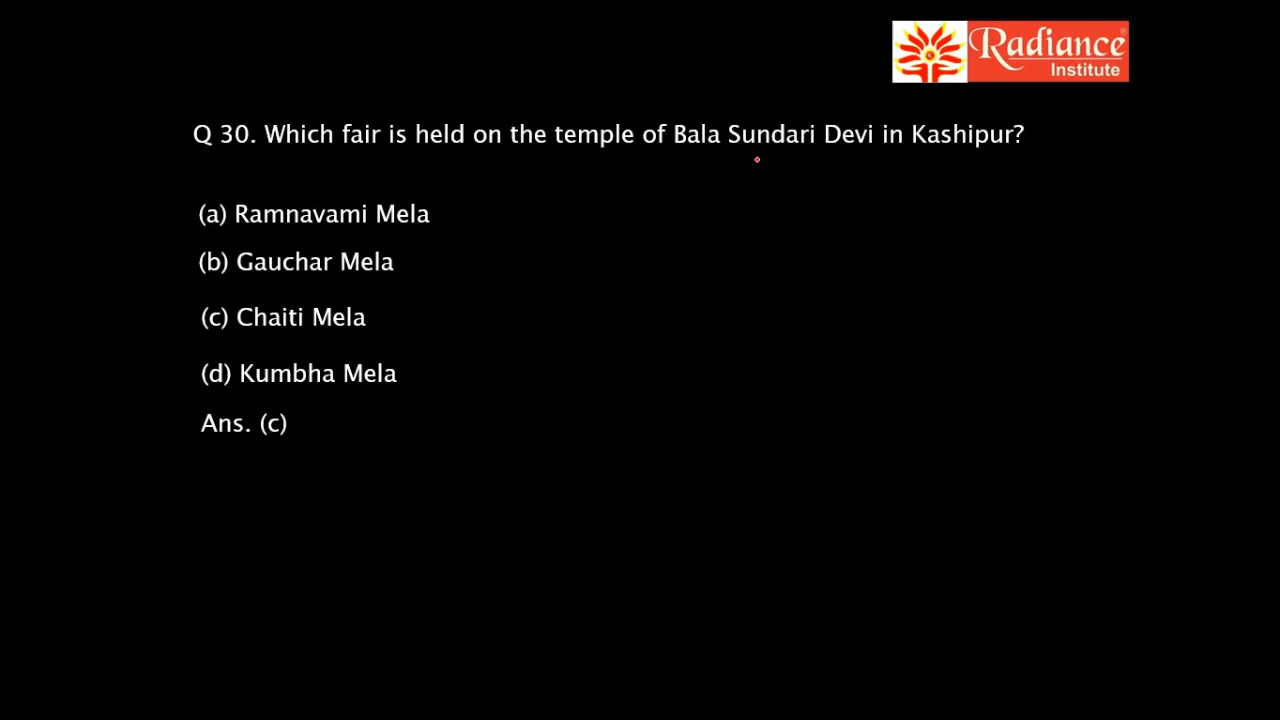 Radiance
Institute
Q 30. Which fair is held on the temple of Bala Sundari Devi in Kashipur?
(a) Ramnavami Mela
(b) Gauchar Mela
(c) Chaiti Mela
(d) Kumbha Mela
Ans. (c)